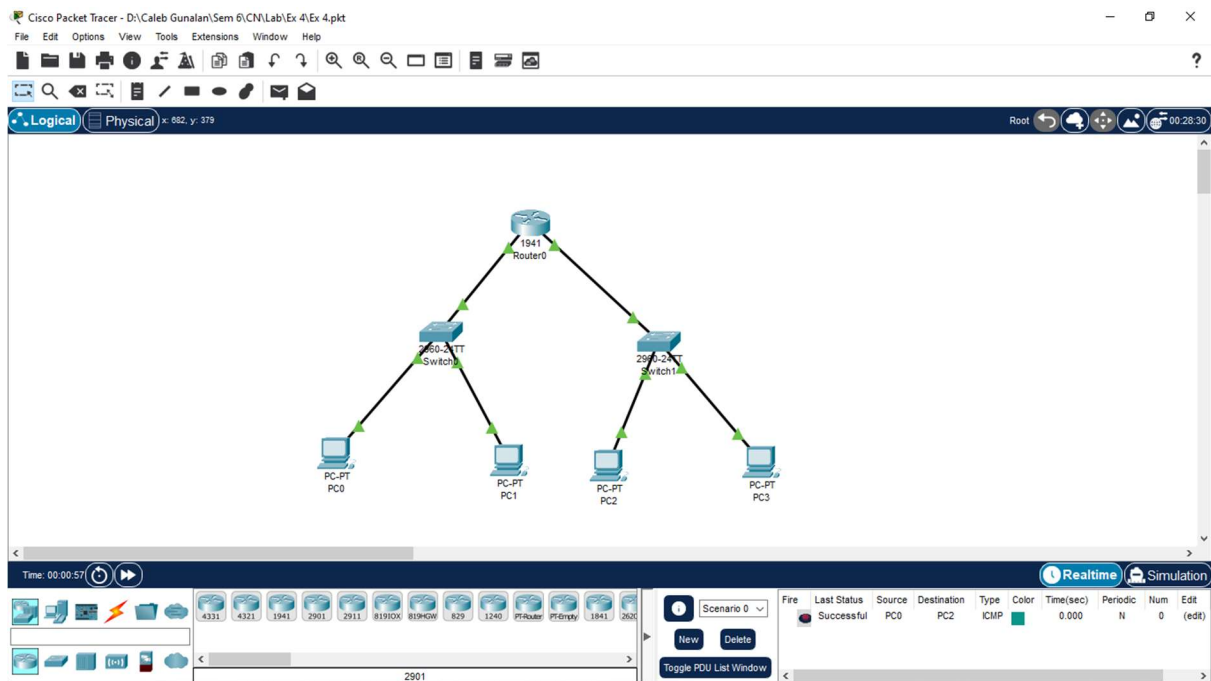 Cisco Packet Tracer - D:\Caleb Gunalan\Sem 6\CN\Lab\Ex 4\Ex 4.pkt
File Edit Options View Tools Extensions Window Help
?
Logical Physical x: 682, y: 379 Root 00:28:30
1941
Router0
2960-24TT
Switch0
2960-24TT
Switch1
PC-PT
PC0
PC-PT
PC1
PC-PT
PC2
PC-PT
PC3
Time: 00:00:57 Realtime Simulation
4331 4321 1941 2901 2911 819IOX 819HGW 829 1240 PT-Router PT-Empty 1841 2620
2901
Scenario 0
New Delete
Toggle PDU List Window
Fire Last Status Source Destination Type Color Time(sec) Periodic Num Edit
Successful PC0 PC2 ICMP 0.000 N 0 (edit)